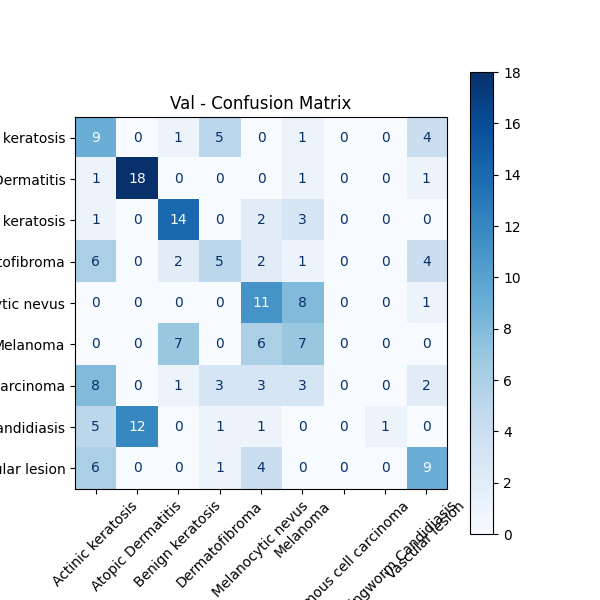 Val - Confusion Matrix
keratosis 9 0 1 5 0 1 0 0 4
Dermatitis 1 18 0 0 0 1 0 0 1
keratosis 1 0 14 0 2 3 0 0 0
tofibroma 6 0 2 5 2 1 0 0 4
ytic nevus 0 0 0 0 11 8 0 0 1
Melanoma 0 0 7 0 6 7 0 0 0
arcinoma 8 0 1 3 3 3 0 0 2
andidiasis 5 12 0 1 1 0 0 1 0
ular lesion 6 0 0 1 4 0 0 0 9
Actinic keratosis
Atopic Dermatitis
Benign keratosis
Dermatofibroma
Melanocytic nevus
Melanoma
mous cell carcinoma
ngworm Candidiasis
Vascular lesion
18
16
14
12
10
8
6
4
2
0